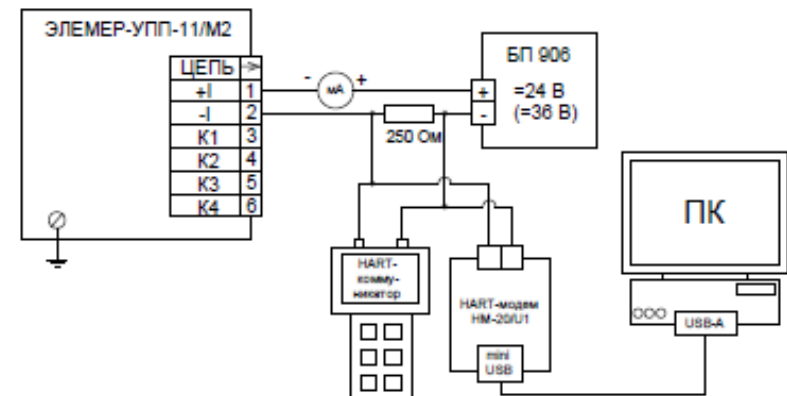 ЭЛЕМЕР-УПП-11/М2
ЦЕПЬ
+I 1
-I 2
К1 3
К2 4
К3 5
К4 6
- мА +
250 Ом
БП 906
+ =24 В
- (=36 В)
HART-
комму-
никатор
HART-модем
HM-20/U1
mini
USB
ПК
USB-A